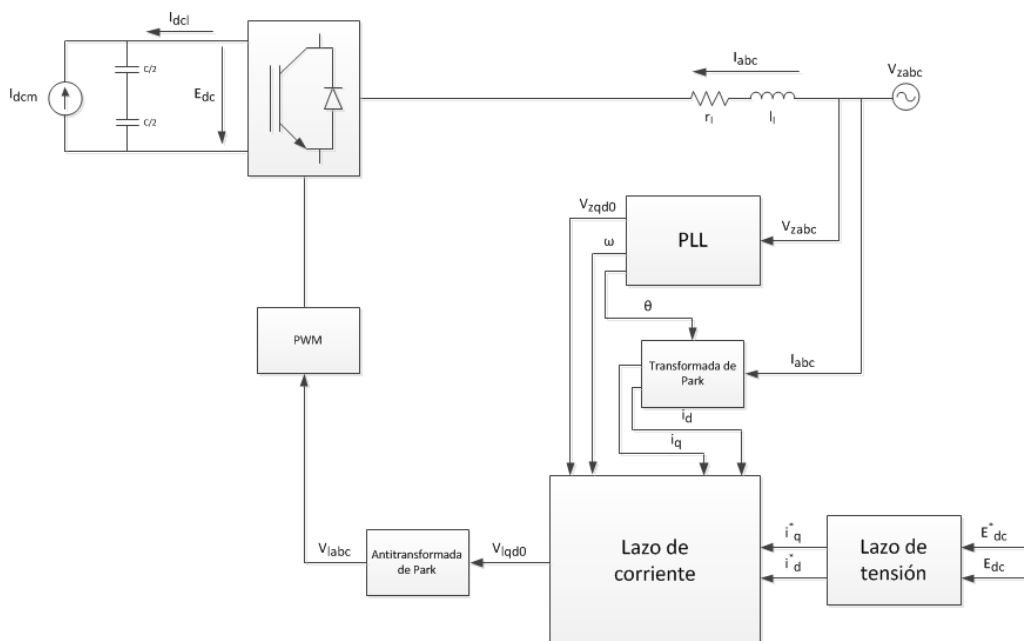 Idcl
Iabc
Vzabc
C/2
Idcm
Edc
C/2
rl
ll
Vzqd0
ω
PLL
Vzabc
θ
PWM
Transformada de
Park
Iabc
id
iq
Vlabc
Antitransformada
de Park
Vlqd0
Lazo de
corriente
i*q
i*d
Lazo de
tensión
E*dc
Edc